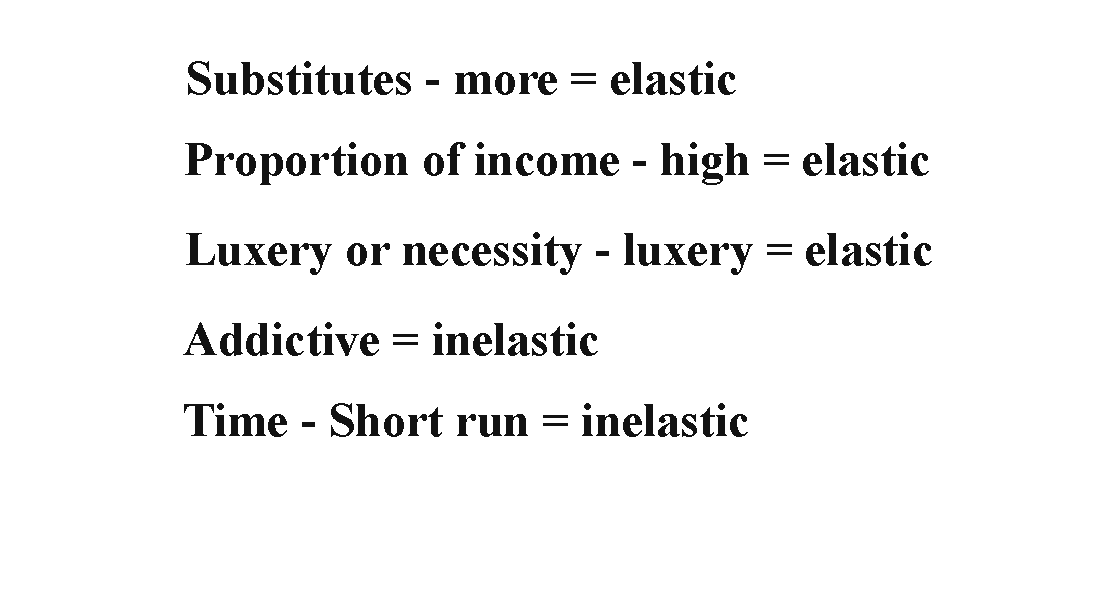 Substitutes - more = elastic
Proportion of income - high = elastic
Luxery or necessity - luxery = elastic
Addictive = inelastic
Time - Short run = inelastic